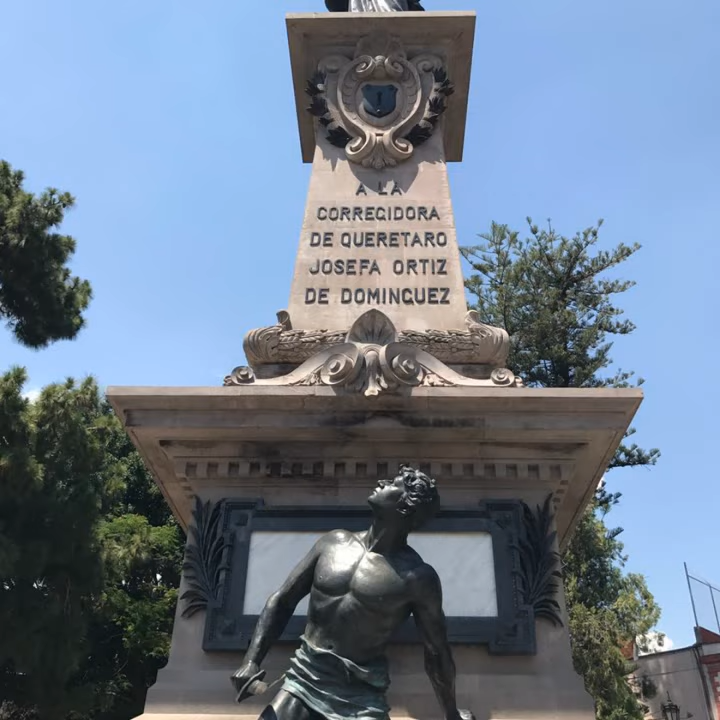 A LA
CORREGIDORA
DE QUERETARO
JOSEFA ORTIZ
DE DOMINGUEZ